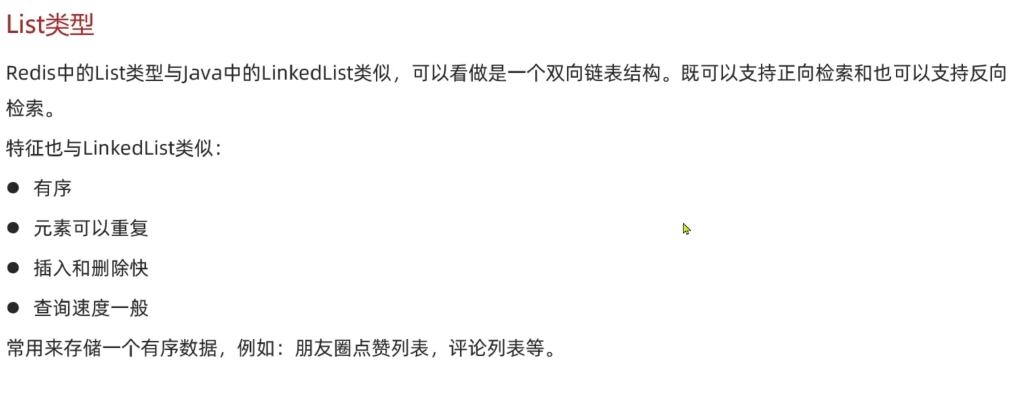 List类型
Redis中的List类型与Java中的LinkedList类似，可以看做是一个双向链表结构。既可以支持正向检索和也可以支持反向
检索。
特征也与LinkedList类似：
● 有序
● 元素可以重复
● 插入和删除快
● 查询速度一般
常用来存储一个有序数据，例如：朋友圈点赞列表，评论列表等。